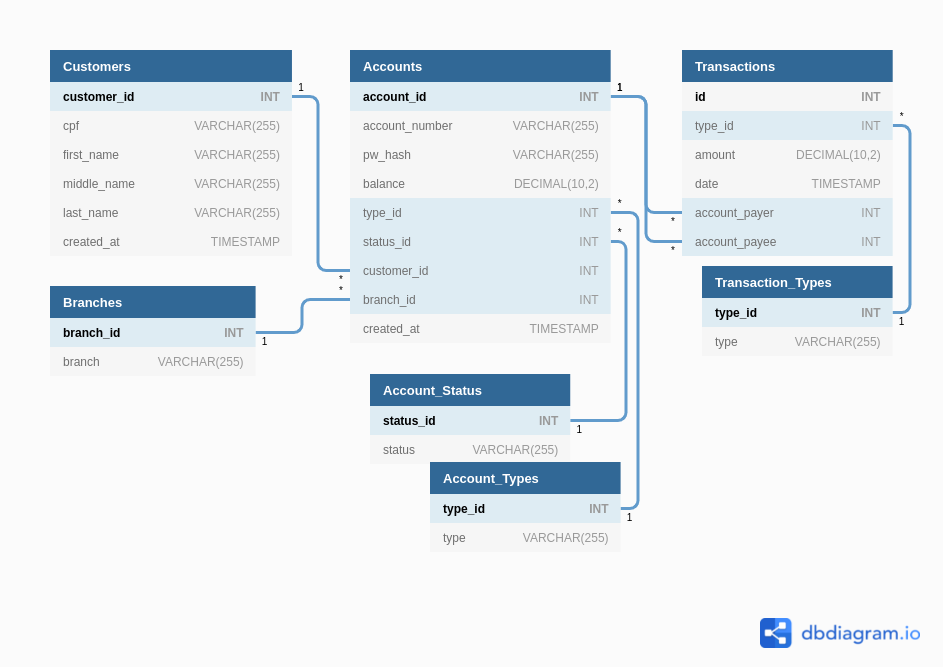 Customers
customer_id INT
cpf VARCHAR(255)
first_name VARCHAR(255)
middle_name VARCHAR(255)
last_name VARCHAR(255)
created_at TIMESTAMP
1
*
Branches
branch_id INT
branch VARCHAR(255)
1
*
Accounts
account_id INT
account_number VARCHAR(255)
pw_hash VARCHAR(255)
balance DECIMAL(10,2)
type_id INT
status_id INT
customer_id INT
branch_id INT
created_at TIMESTAMP
1
*
*
Account_Status
status_id INT
status VARCHAR(255)
1
Account_Types
type_id INT
type VARCHAR(255)
1
Transactions
id INT
type_id INT
amount DECIMAL(10,2)
date TIMESTAMP
account_payer INT
account_payee INT
*
*
*
Transaction_Types
type_id INT
type VARCHAR(255)
1
dbdiagram.io